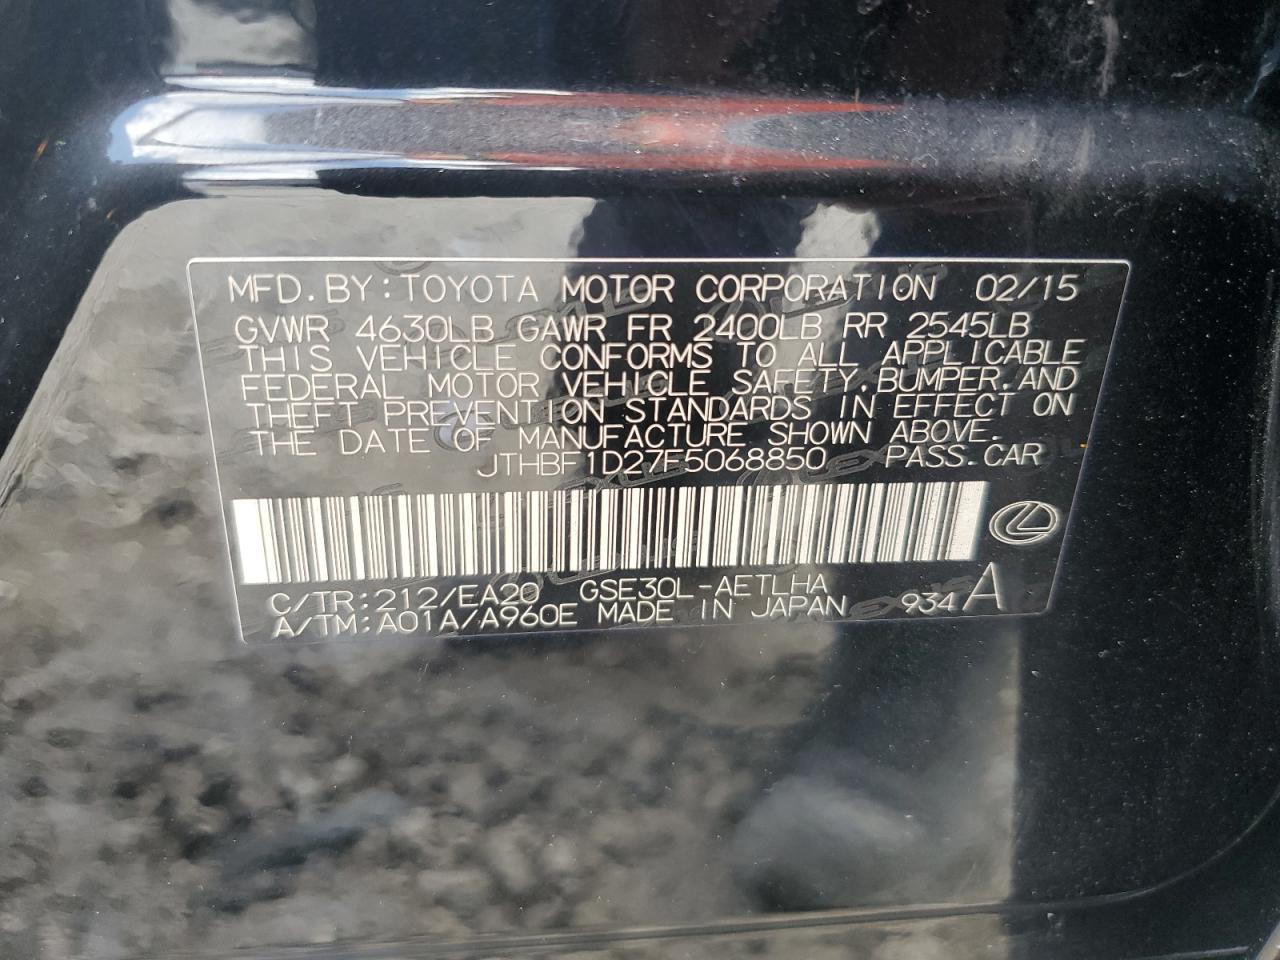 MFD. BY: TOYOTA MOTOR CORPORATION 02/15
GVWR 4630LB GAWR FR 2400LB RR 2545LB
THIS VEHICLE CONFORMS TO ALL APPLICABLE
FEDERAL MOTOR VEHICLE SAFETY, BUMPER, AND
THEFT PREVENTION STANDARDS IN EFFECT ON
THE DATE OF MANUFACTURE SHOWN ABOVE.
JTHBF1D27F5068850 PASS. CAR
C/TR: 212/EA20 GSE30L-AETLHA
A/TM: A01A/A960E MADE IN JAPAN 934 A